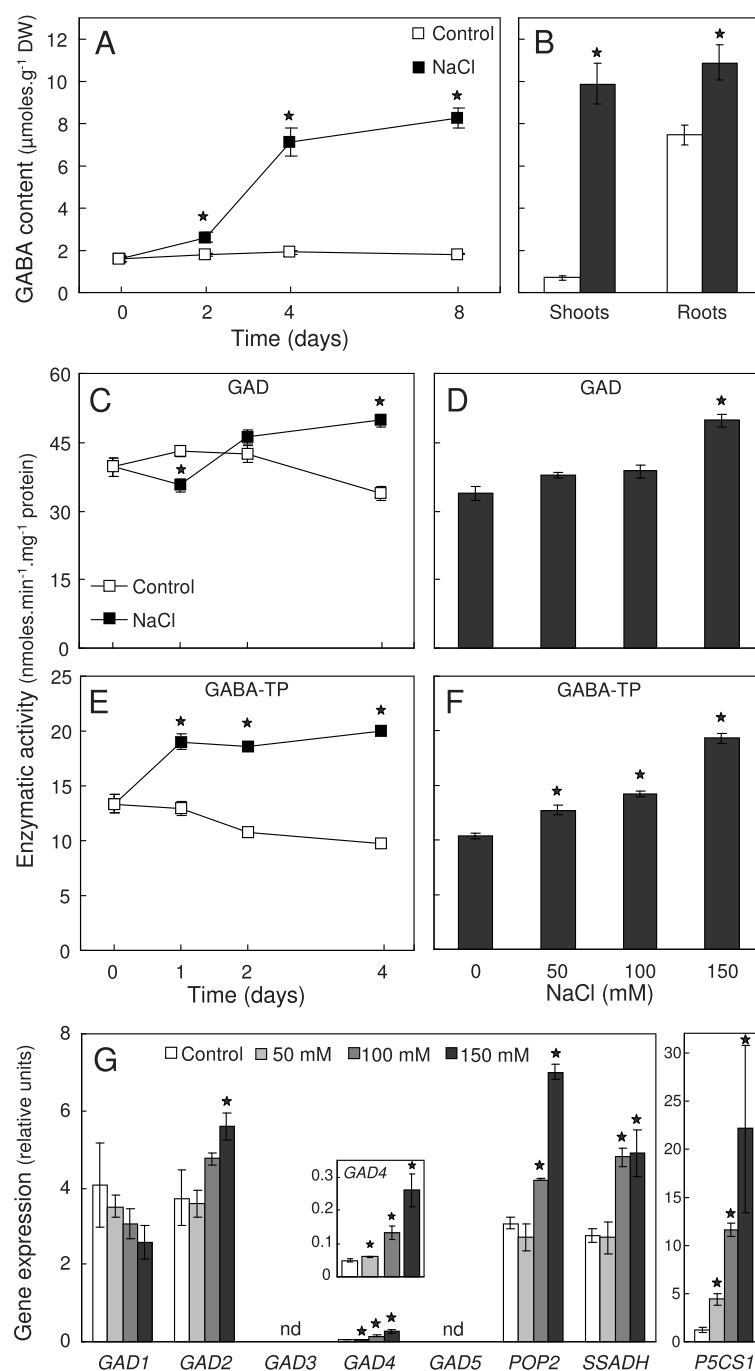 A
Control
NaCl
B
GABA content (µmoles.g⁻¹ DW)
12
10
8
6
4
2
0
0 2 4 8
Time (days)
Shoots Roots
Enzymatic activity (nmoles.min⁻¹.mg⁻¹ protein)
C GAD
60
45
30
15
0
Control
NaCl
D GAD
E GABA-TP
25
20
15
10
5
0
0 1 2 4
Time (days)
F GABA-TP
0 50 100 150
NaCl (mM)
Gene expression (relative units)
G Control 50 mM 100 mM 150 mM
8
6
4
2
0
GAD4
0.3
0.2
0.1
0
nd nd
30
25
20
15
10
5
0
GAD1 GAD2 GAD3 GAD4 GAD5 POP2 SSADH P5CS1